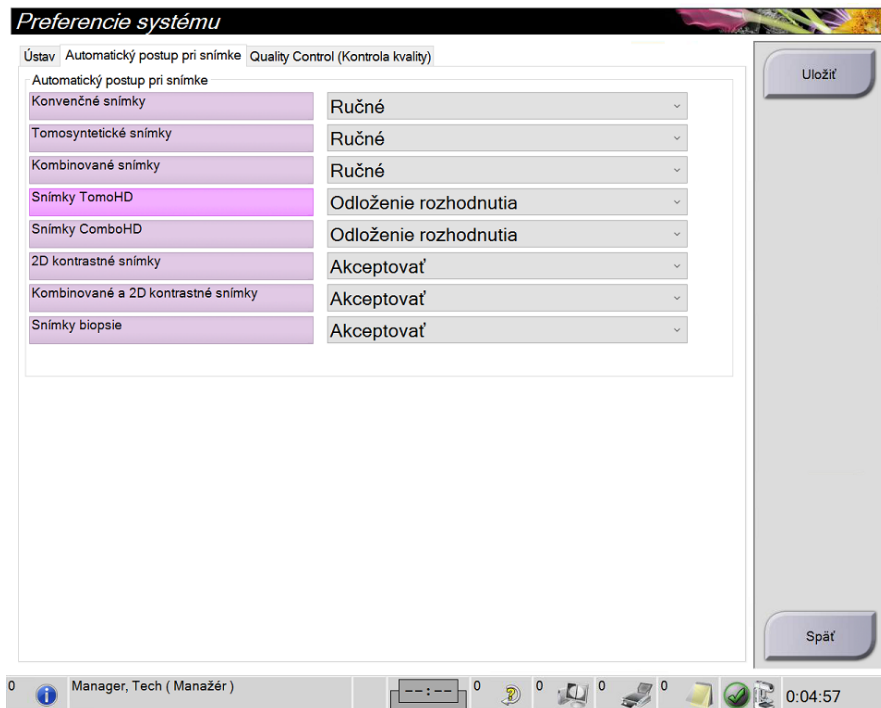 Preferencie systému
Ústav Automatický postup pri snímke Quality Control (Kontrola kvality)
Uložiť
Automatický postup pri snímke
Konvenčné snímky Ručné
Tomosyntetické snímky Ručné
Kombinované snímky Ručné
Snímky TomoHD Odloženie rozhodnutia
Snímky ComboHD Odloženie rozhodnutia
2D kontrastné snímky Akceptovať
Kombinované a 2D kontrastné snímky Akceptovať
Snímky biopsie Akceptovať
Späť
0 Manager, Tech ( Manažér ) --:-- 0 0 0 0 0:04:57